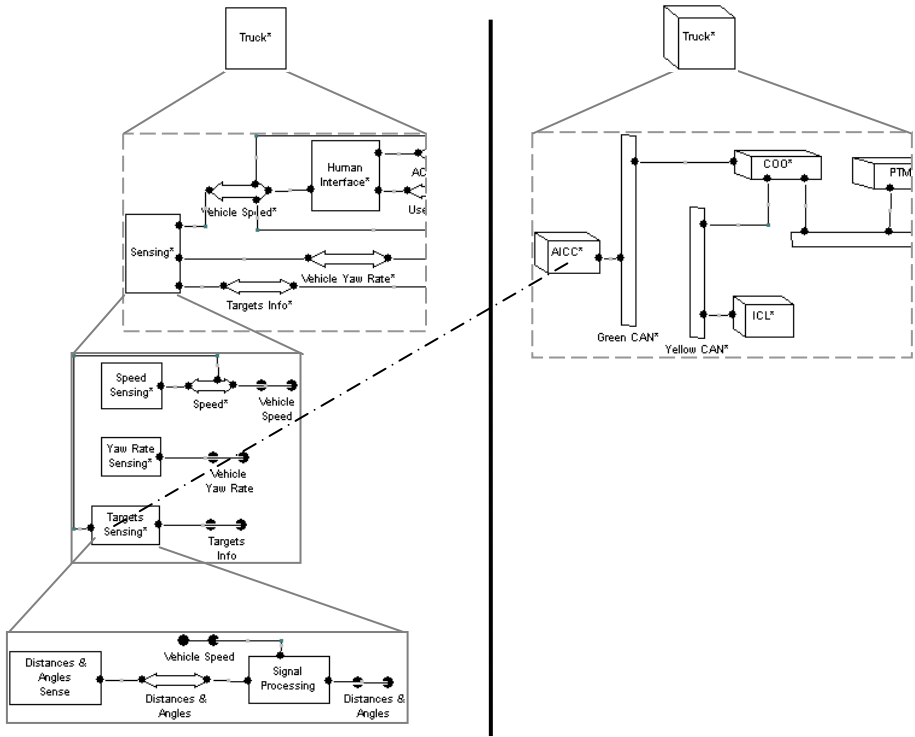 Truck*
Human
Interface*
AC
Use
Vehicle Speed*
Sensing*
Vehicle Yaw Rate*
Targets Info*
Speed
Sensing*
Speed*
Vehicle
Speed
Yaw Rate
Sensing*
Vehicle
Yaw Rate
Targets
Sensing*
Targets
Info
Vehicle Speed
Distances &
Angles
Sense
Distances &
Angles
Signal
Processing
Distances &
Angles
Truck*
COO*
PTM
AICC*
ICL*
Green CAN*
Yellow CAN*